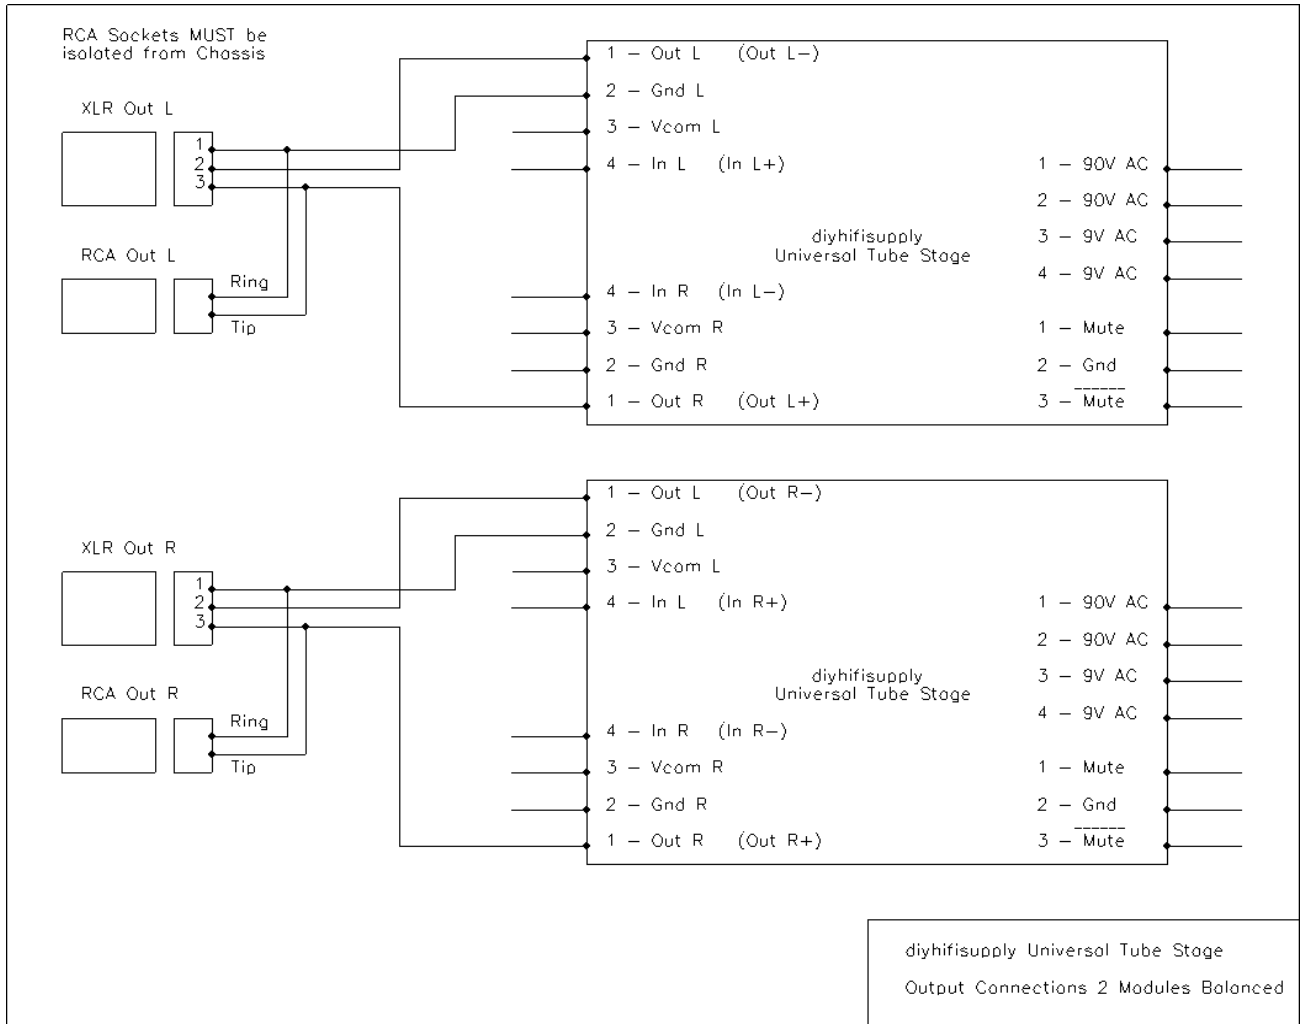 RCA Sockets MUST be
isolated from Chassis
XLR Out L
1
2
3
RCA Out L
Ring
Tip
1 - Out L (Out L-)
2 - Gnd L
3 - Vcom L
4 - In L (In L+)
diyhifisupply
Universal Tube Stage
4 - In R (In L-)
3 - Vcom R
2 - Gnd R
1 - Out R (Out L+)
1 - 90V AC
2 - 90V AC
3 - 9V AC
4 - 9V AC
1 - Mute
2 - Gnd
3 - Mute
XLR Out R
1
2
3
RCA Out R
Ring
Tip
1 - Out L (Out R-)
2 - Gnd L
3 - Vcom L
4 - In L (In R+)
diyhifisupply
Universal Tube Stage
4 - In R (In R-)
3 - Vcom R
2 - Gnd R
1 - Out R (Out R+)
1 - 90V AC
2 - 90V AC
3 - 9V AC
4 - 9V AC
1 - Mute
2 - Gnd
3 - Mute
diyhifisupply Universal Tube Stage
Output Connections 2 Modules Balanced